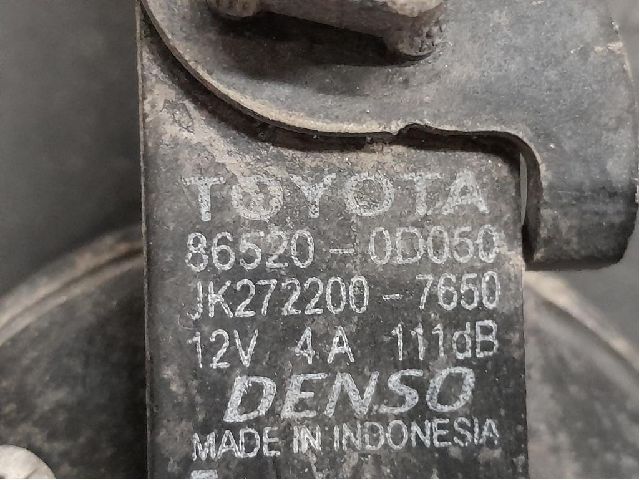 TOYOTA
86520-0D050
JK272200-7650
12V 4A 111dB
DENSO
MADE IN INDONESIA